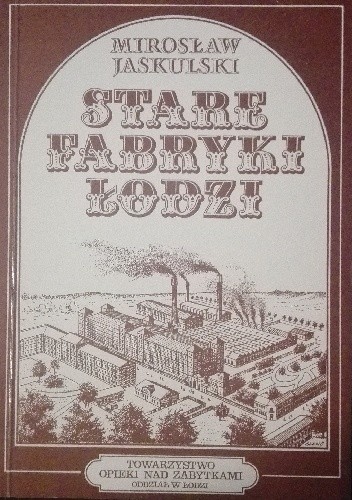 MIROSŁAW
JASKULSKI
STARE
FABRYKI
ŁODZI
TOWARZYSTWO
OPIEKI NAD ZABYTKAMI
ODDZIAŁ W ŁODZI